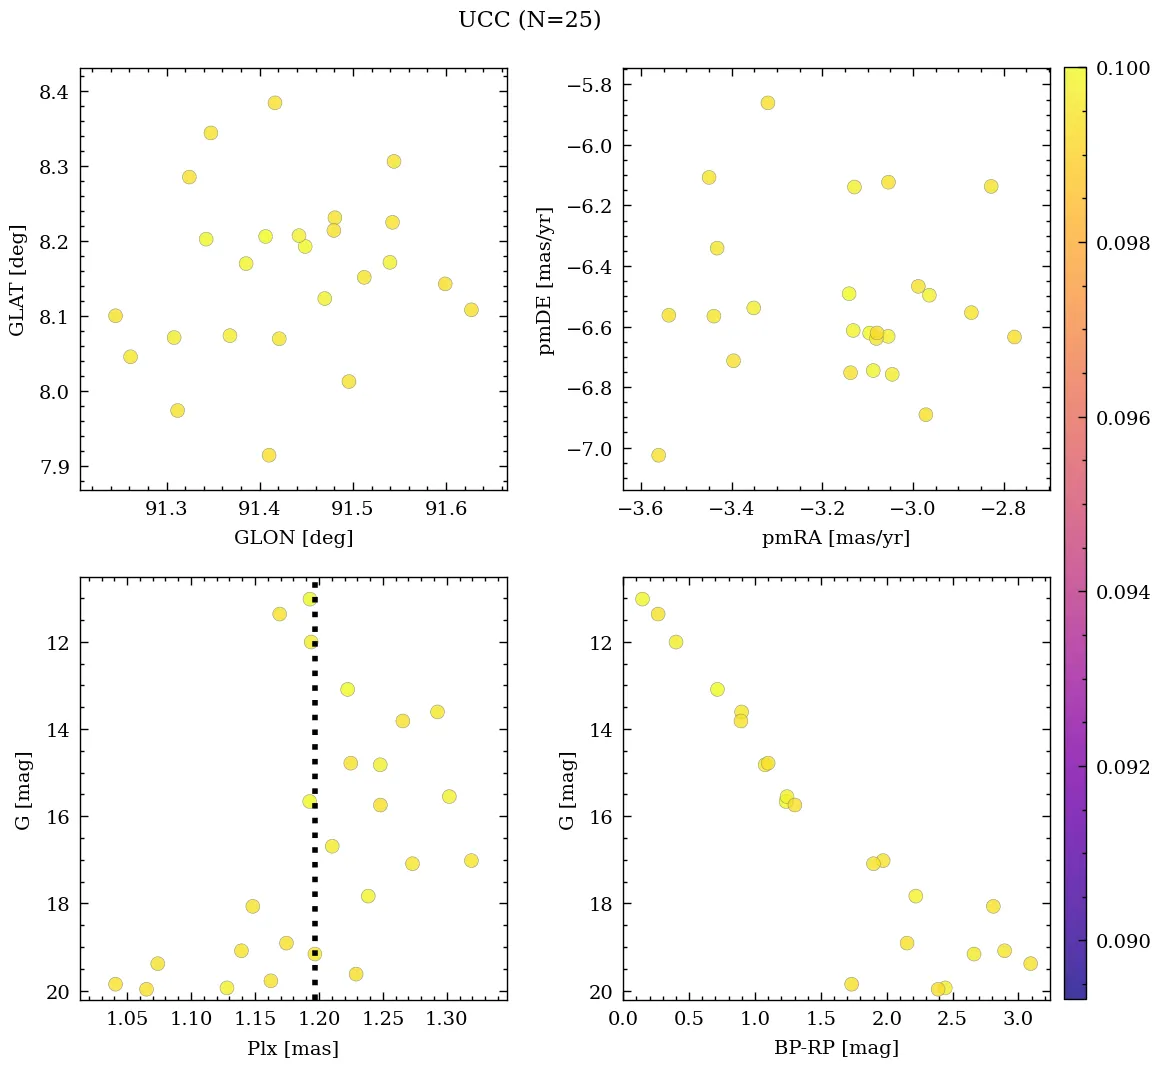 UCC (N=25)
8.4
8.3
8.2
8.1
8.0
7.9
GLAT [deg]
91.3 91.4 91.5 91.6
GLON [deg]
−5.8
−6.0
−6.2
−6.4
−6.6
−6.8
−7.0
pmDE [mas/yr]
−3.6 −3.4 −3.2 −3.0 −2.8
pmRA [mas/yr]
0.100
0.098
0.096
0.094
0.092
0.090
12
14
16
18
20
G [mag]
1.05 1.10 1.15 1.20 1.25 1.30
Plx [mas]
12
14
16
18
20
G [mag]
0.0 0.5 1.0 1.5 2.0 2.5 3.0
BP-RP [mag]